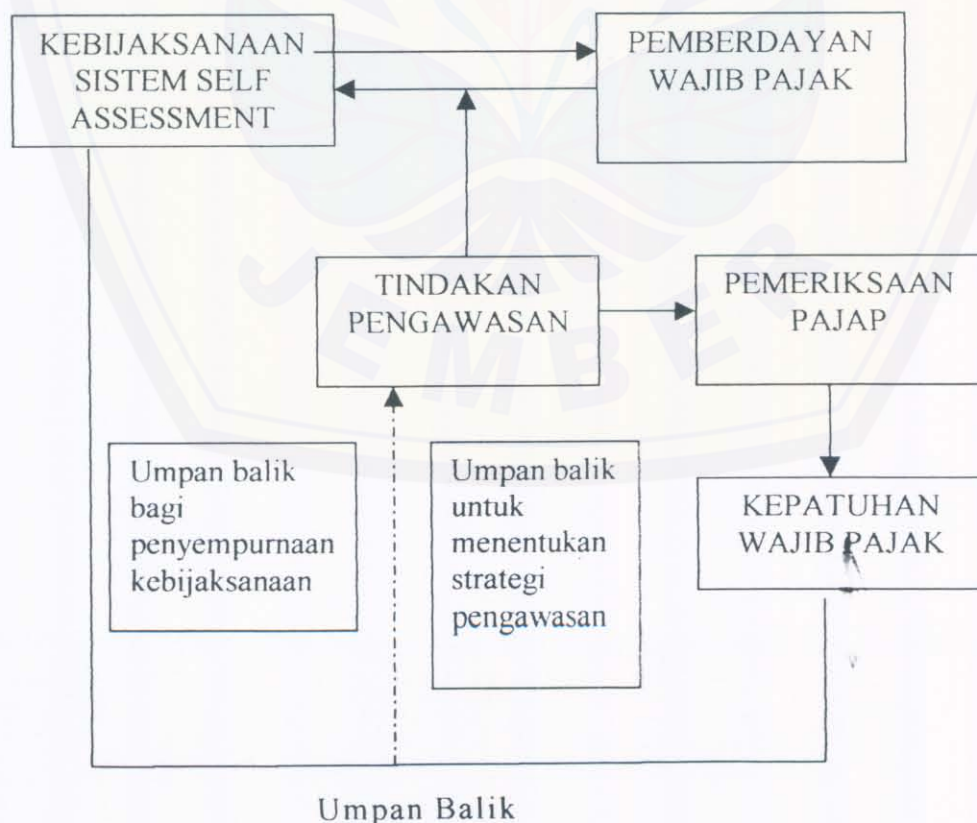 KEBIJAKSANAAN
SISTEM SELF
ASSESSMENT
PEMBERDAYAN
WAJIB PAJAK
TINDAKAN
PENGAWASAN
PEMERIKSAAN
PAJAP
Umpan balik
bagi
penyempurnaan
kebijaksanaan
Umpan balik
untuk
menentukan
strategi
pengawasan
KEPATUHAN
WAJIB PAJAK
Umpan Balik
JEMBER